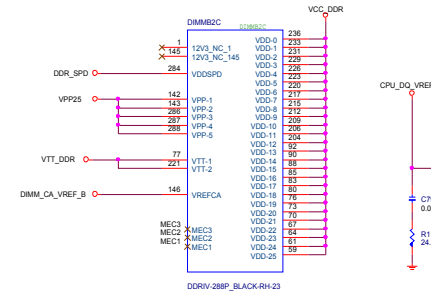 VCC_DDR
DIMMB2C
DIMMB2C
1 12V3_NC_1
145 12V3_NC_145
DDR_SPD 284 VDDSPD
VPP25 142 VPP-1
143 VPP-2
286 VPP-3
287 VPP-4
288 VPP-5
VTT_DDR 77 VTT-1
221 VTT-2
DIMM_CA_VREF_B 146 VREFCA
MEC3 MEC3
MEC2 MEC2
MEC1 MEC1
VDD-0 236
VDD-1 233
VDD-2 231
VDD-3 229
VDD-4 226
VDD-5 223
VDD-6 220
VDD-7 217
VDD-8 215
VDD-9 212
VDD-10 209
VDD-11 206
VDD-12 204
VDD-13 92
VDD-14 90
VDD-15 88
VDD-16 85
VDD-17 83
VDD-18 80
VDD-19 76
VDD-20 73
VDD-21 70
VDD-22 67
VDD-23 64
VDD-24 61
VDD-25 59
DDRIV-288P_BLACK-RH-23
CPU_DQ_VREF
0.0
R1
24.